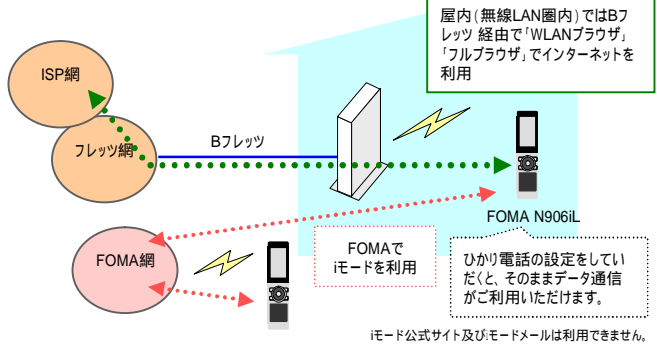 屋内(無線LAN圏内)ではBフ
レッツ 経由で「WLANブラウザ」
「フルブラウザ」でインターネットを
利用
ISP網
フレッツ網
Bフレッツ
FOMA N906iL
FOMA網
FOMAで
iモードを利用
ひかり電話の設定をしてい
だくと、そのままデータ通信
がご利用いただけます。
iモード公式サイト及びiモードメールは利用できません。